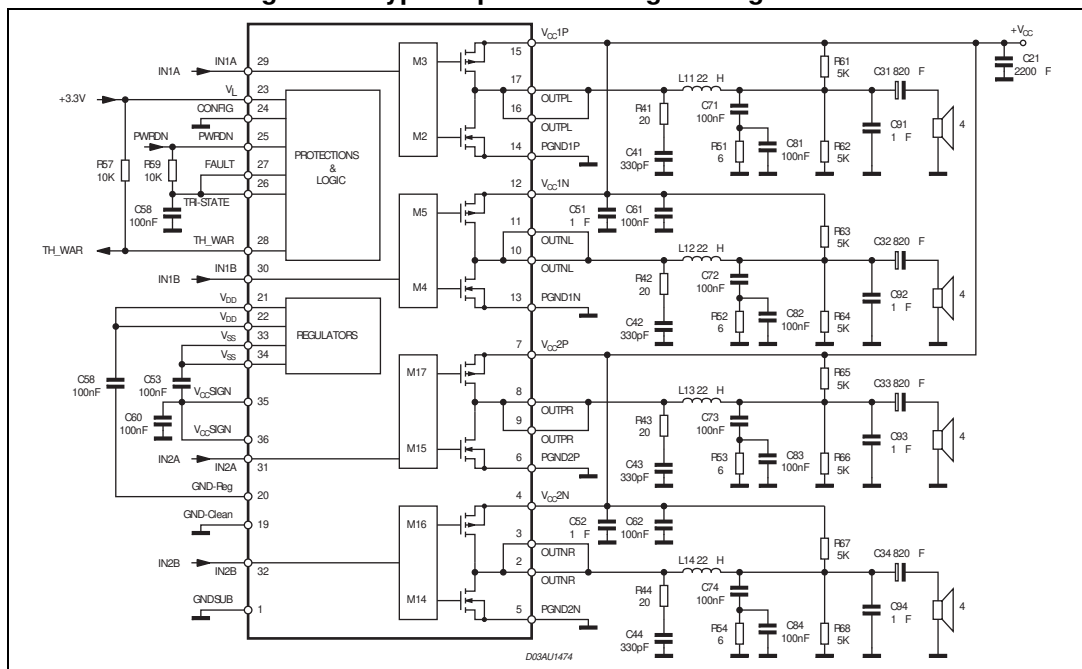 +VCC
VCC1P
15
IN1A
IN1A
29
M3
R61
5K
C31 820 F
C21
2200 F
17
OUTPL
L11 22 H
+3.3V
VL
23
CONFIG
24
16
OUTPL
R41
20
C71
100nF
C91
1 F
4
M2
PWRDN
PWRDN
25
14
PGND1P
R51
6
C81
100nF
R62
5K
R57
10K
R59
10K
FAULT
27
26
PROTECTIONS
&
LOGIC
C41
330pF
12
VCC1N
C58
100nF
TRI-STATE
M5
11
OUTNL
C51
1 F
C61
100nF
R63
5K
C32 820 F
TH_WAR
TH_WAR
28
10
OUTNL
L12 22 H
IN1B
IN1B
30
M4
R42
20
C72
100nF
C92
1 F
4
13
PGND1N
VDD
21
R52
6
C82
100nF
R64
5K
VDD
22
REGULATORS
C42
330pF
VSS
33
VSS
34
7
VCC2P
C58
100nF
C53
100nF
M17
R65
5K
C33 820 F
VCCSIGN
35
8
OUTPR
L13 22 H
C60
100nF
9
OUTPR
R43
20
C73
100nF
C93
1 F
4
VCCSIGN
36
M15
IN2A
IN2A
31
6
PGND2P
R53
6
C83
100nF
R66
5K
GND-Reg
20
C43
330pF
4
VCC2N
GND-Clean
19
M16
3
OUTNR
C52
1 F
C62
100nF
R67
5K
C34 820 F
IN2B
IN2B
32
2
OUTNR
L14 22 H
R44
20
C74
100nF
C94
1 F
4
GNDSUB
1
M14
5
PGND2N
R54
6
C84
100nF
R68
5K
C44
330pF
D03AU1474